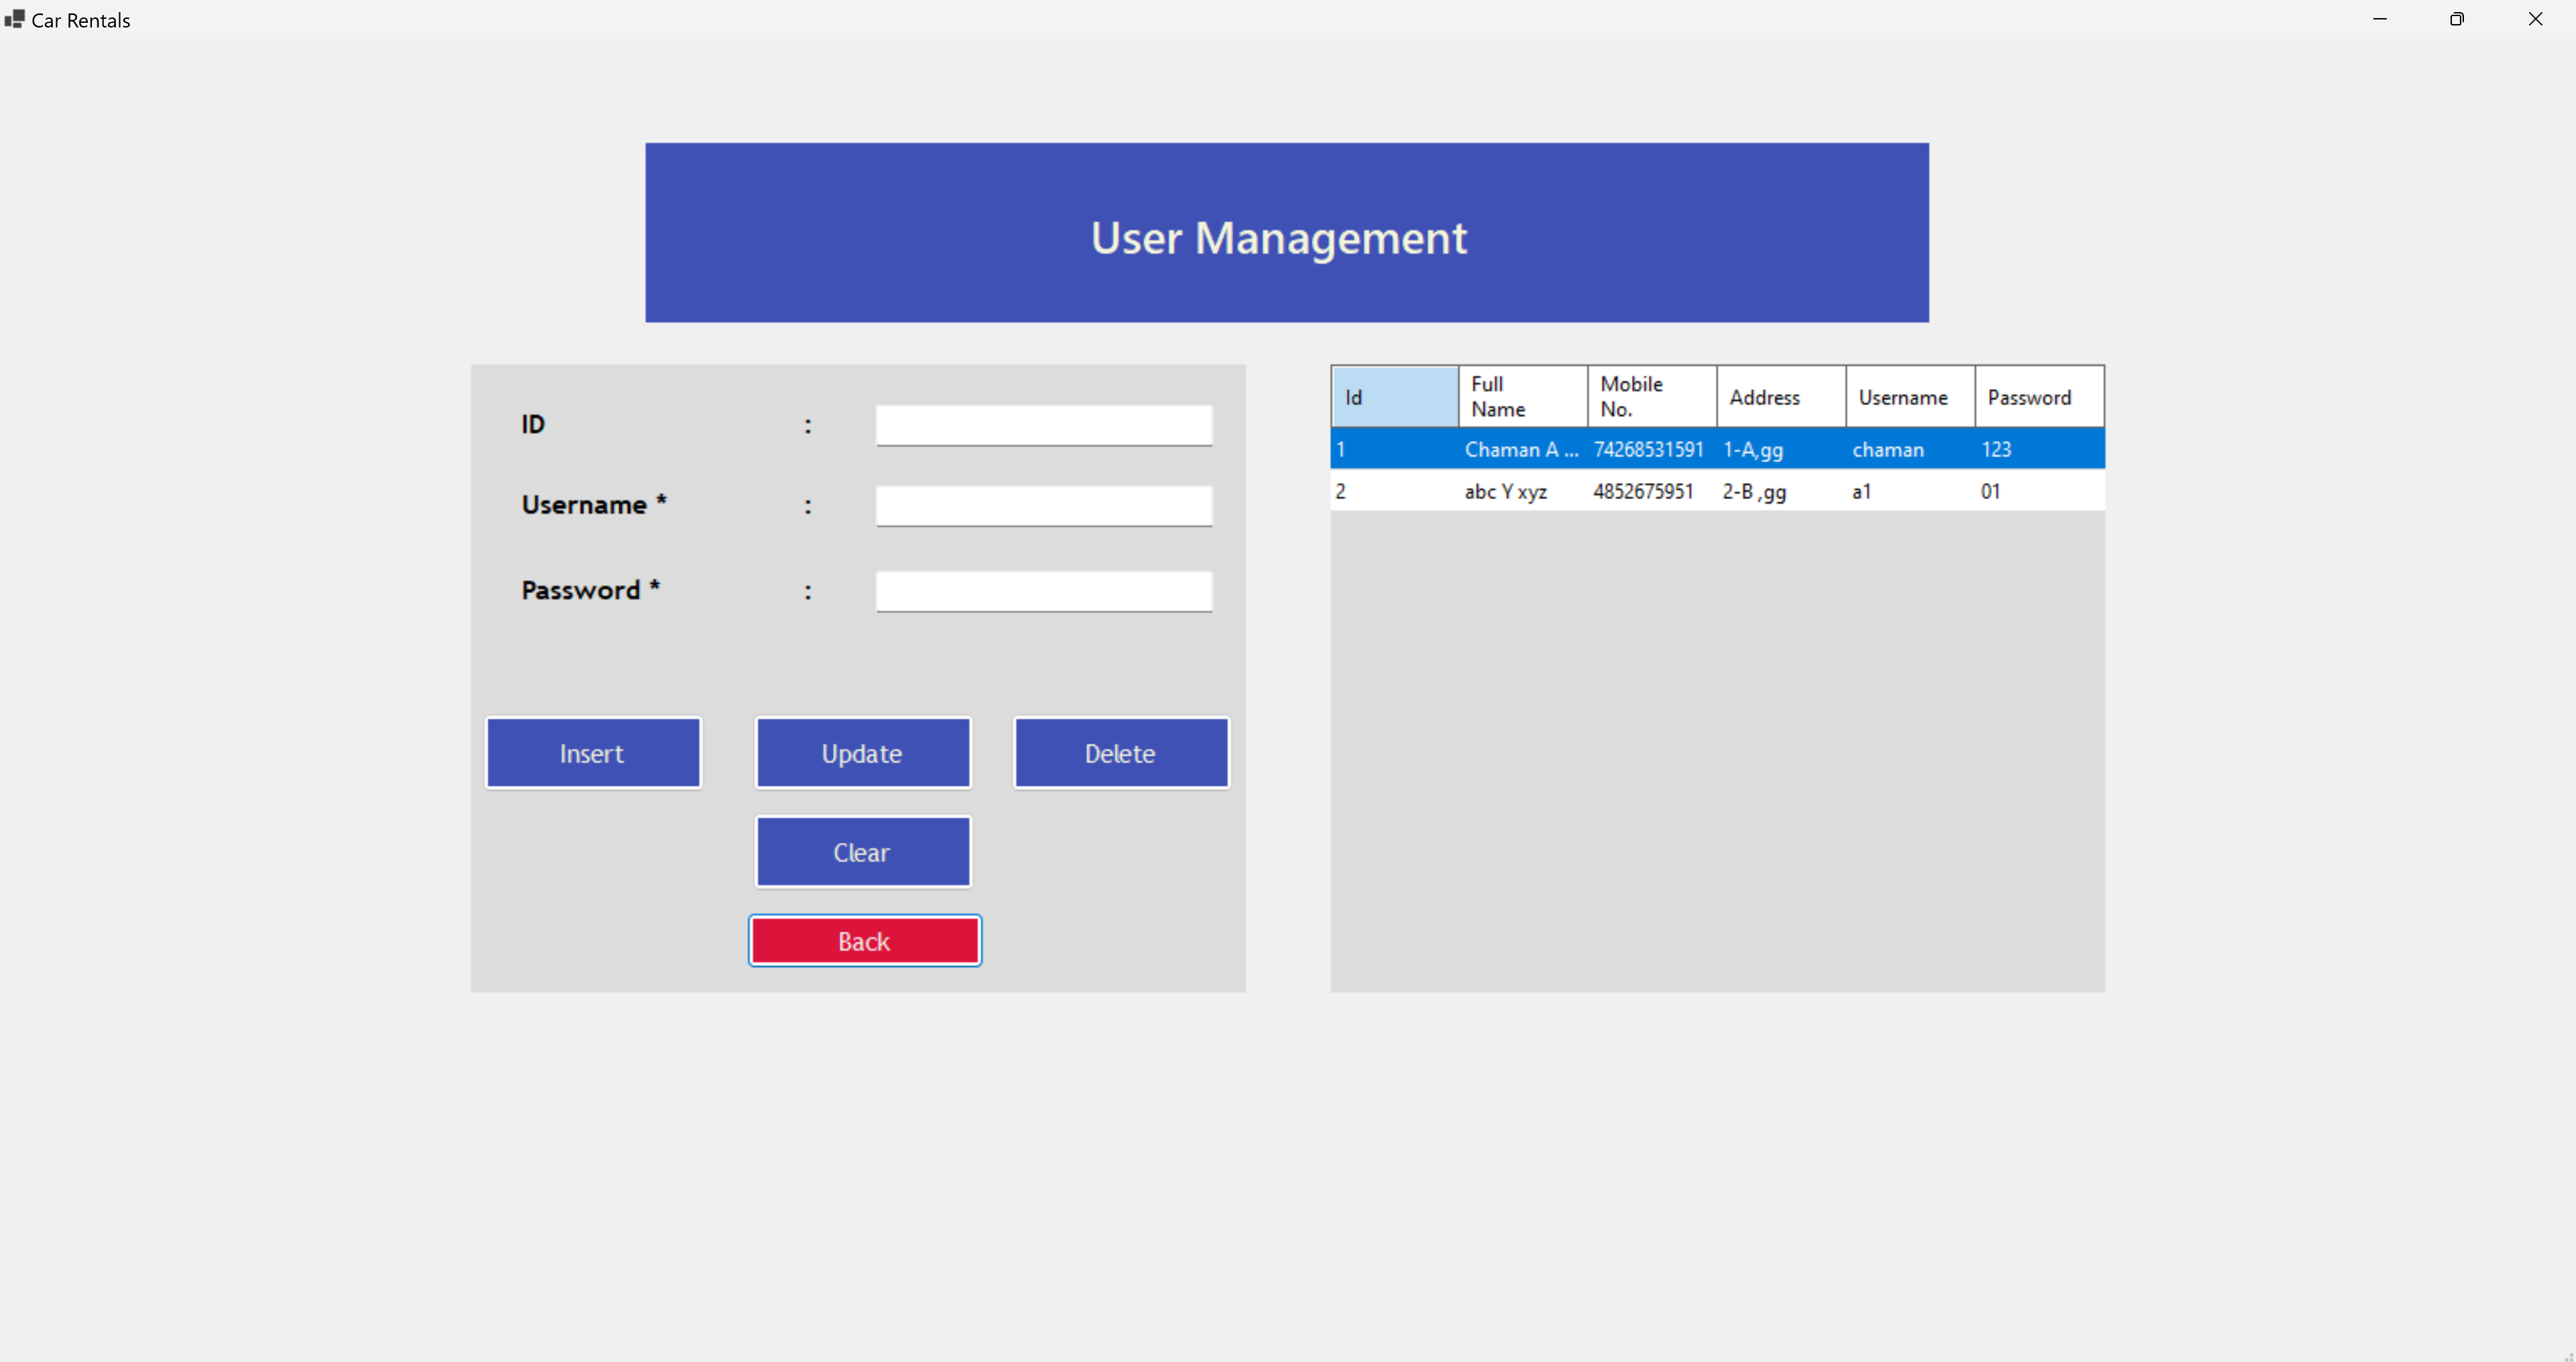 Car Rentals
User Management
ID :
Username * :
Password * :
Insert Update Delete
Clear
Back
Id Full Name Mobile No. Address Username Password
1 Chaman A ... 74268531591 1-A,gg chaman 123
2 abc Y xyz 4852675951 2-B ,gg a1 01